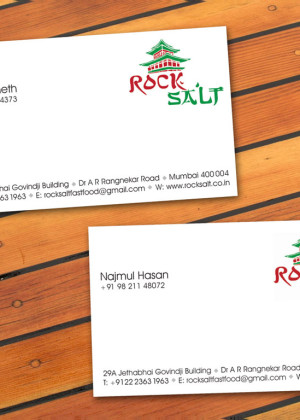 ROCK
SALT
eth
4373
hai Govindji Building * Dr A R Rangnekar Road * Mumbai 400 004
63 1963 * E: rocksaltfastfood@gmail.com * W: www.rocksalt.co.in
Najmul Hasan
+91 98 211 48072
RO
29A Jethabhai Govindji Building * Dr A R Rangnekar Road
T: +9122 2363 1963 * E: rocksaltfastfood@gmail.com